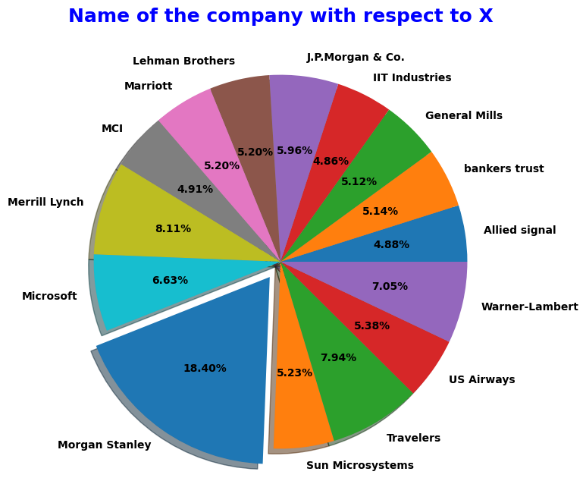 Name of the company with respect to X
J.P.Morgan & Co.
Lehman Brothers
IIT Industries
Marriott
General Mills
MCI
bankers trust
Merrill Lynch
Allied signal
Microsoft
Warner-Lambert
US Airways
Morgan Stanley
Travelers
Sun Microsystems
5.96%
5.20%
4.86%
5.20%
5.12%
4.91%
5.14%
8.11%
4.88%
6.63%
7.05%
5.38%
7.94%
18.40%
5.23%